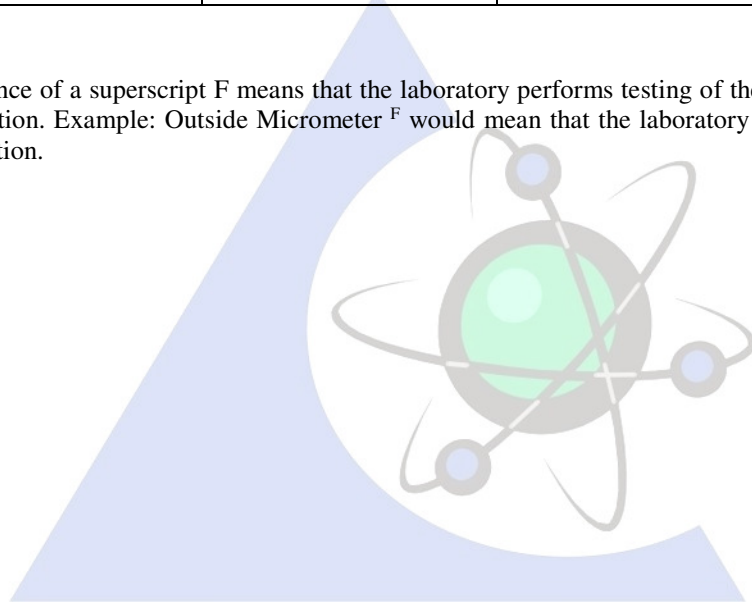 nce of a superscript F means that the laboratory performs testing of the
tion. Example: Outside Micrometer ᶠ would mean that the laboratory
tion.